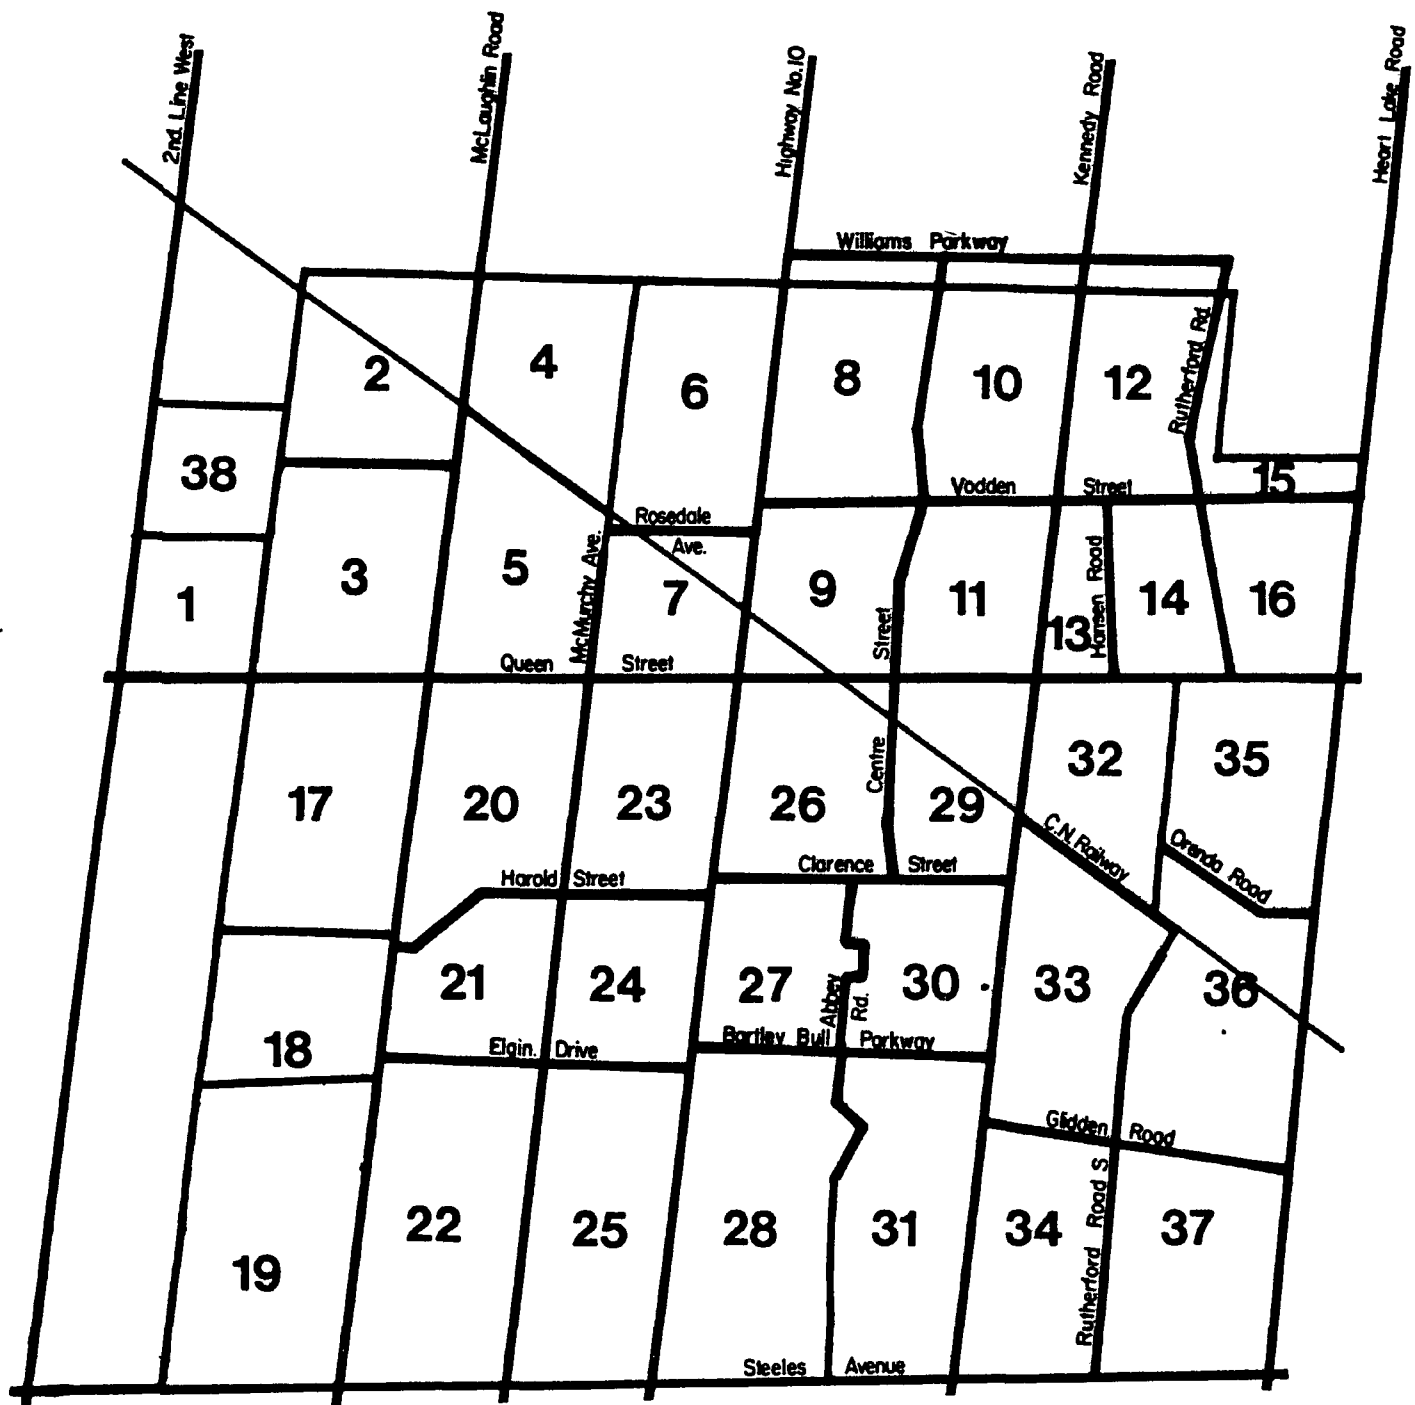 2nd Line West
McLaughlin Road
Highway No.10
Kennedy Road
Heart Lake Road
Williams Parkway
2
4
6
8
10
12
Rutherford Rd.
38
15
Vodden Street
Rosedale
Ave.
1
3
5
McMurchy Ave.
7
9
Street
11
13
Hansen Road
14
16
Queen Street
17
20
23
26
Centre
29
32
35
C.N. Railway
Orenda Road
Clarence Street
Harold Street
21
24
27
Abbey
Rd.
30
33
36
18
Elgin. Drive
Bartley Bull Parkway
Glidden Road
19
22
25
28
31
34
Rutherford Road S
37
Steeles Avenue